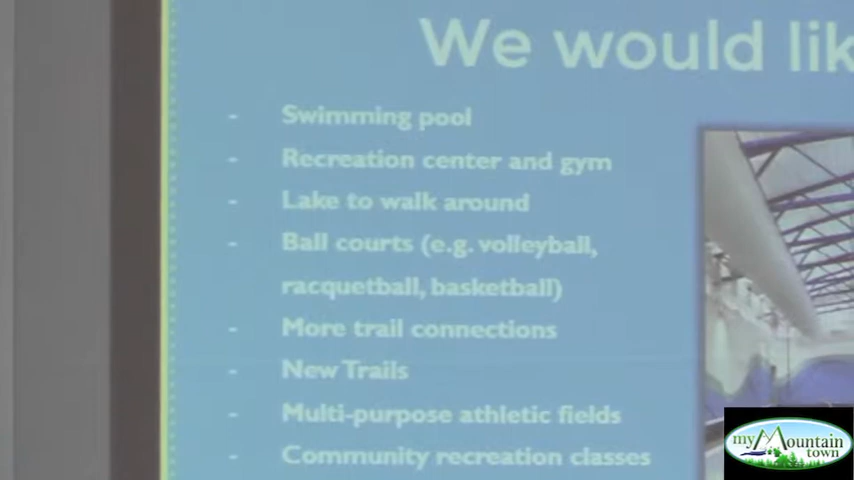 We would lik
- Swimming pool
- Recreation center and gym
- Lake to walk around
- Ball courts (e.g. volleyball,
racquetball, basketball)
- More trail connections
- New Trails
- Multi-purpose athletic fields
- Community recreation classes
my Mountain
town